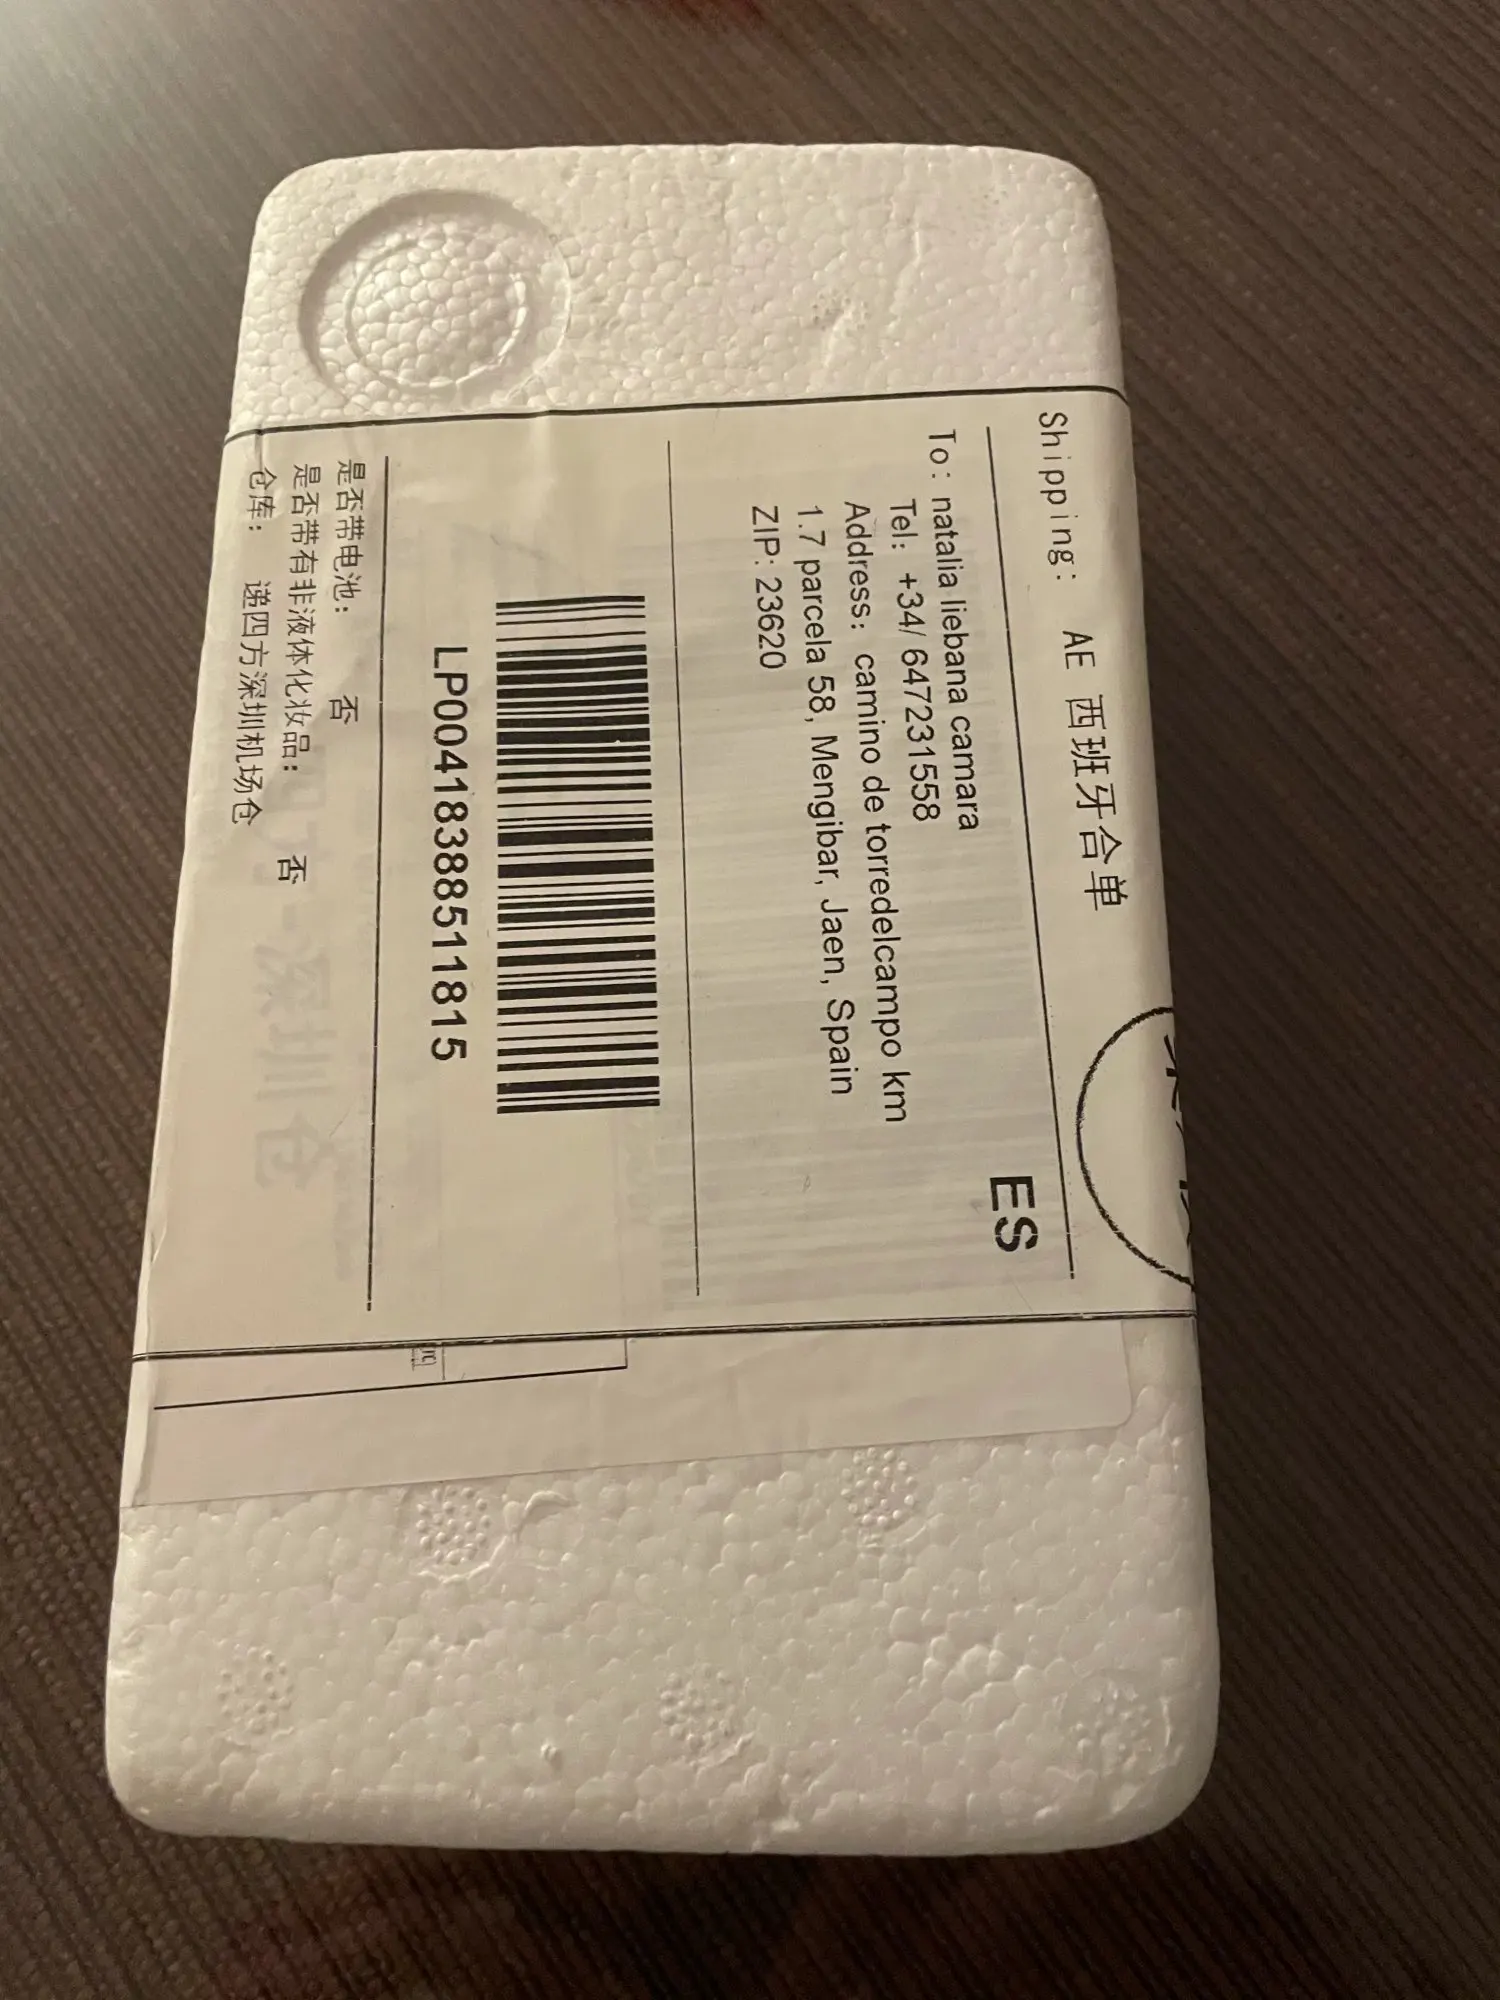 Shipping: AE 西班牙合单
To: natalia liebana camara
Tel: +34/ 647231558
Address: camino de torredelcampo km
1.7 parcela 58, Mengibar, Jaen, Spain
ZIP: 23620
ES
LP00418388511815
是否带电池: 否
是否带有非液体化妆品: 否
仓库: 递四方深圳机场仓